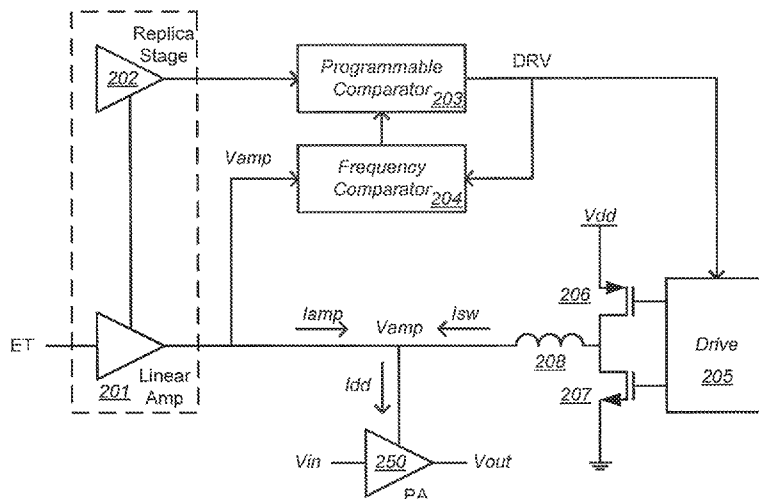 Replica
Stage
202
Programmable
Comparator
203
DRV
Vamp
Frequency
Comparator
204
Vdd
206
Iamp
Vamp
Isw
ET
208
Drive
205
201
Linear
Amp
Idd
207
Vin
250
Vout
PA